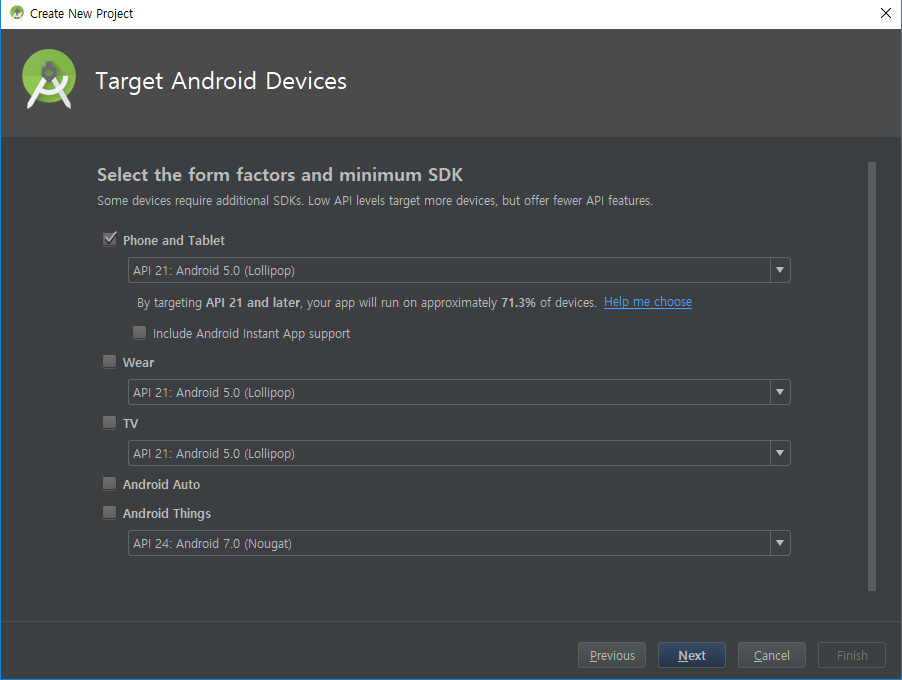 Create New Project
Target Android Devices
Select the form factors and minimum SDK
Some devices require additional SDKs. Low API levels target more devices, but offer fewer API features.
Phone and Tablet
API 21: Android 5.0 (Lollipop)
By targeting API 21 and later, your app will run on approximately 71.3% of devices. Help me choose
Include Android Instant App support
Wear
API 21: Android 5.0 (Lollipop)
TV
API 21: Android 5.0 (Lollipop)
Android Auto
Android Things
API 24: Android 7.0 (Nougat)
Previous Next Cancel Finish